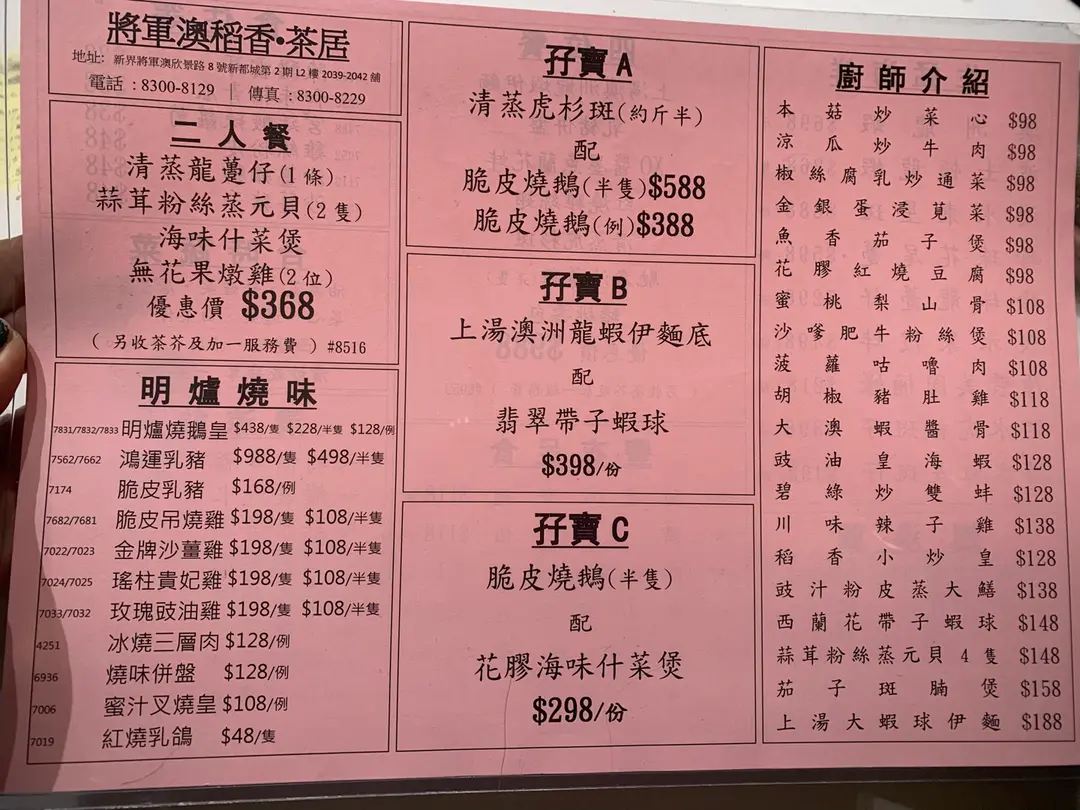 將軍澳稻香•茶居
地址: 新界將軍澳欣景路 8 號新都城第 2 期 L2 樓 2039-2042 舖
電話 : 8300-8129 傳真 : 8300-8229
二人餐
清蒸龍躉仔(1 條)
蒜茸粉絲蒸元貝(2 隻)
海味什菜煲
無花果燉雞(2 位)
優惠價 $368
( 另收茶芥及加一服務費 ) #8516
明爐燒味
7831/7832/7833 明爐燒鵝皇 $438/隻 $228/半隻 $128/例
7562/7662 鴻運乳豬 $988/隻 $498/半隻
7174 脆皮乳豬 $168/例
7682/7681 脆皮吊燒雞 $198/隻 $108/半隻
7022/7023 金牌沙薑雞 $198/隻 $108/半隻
7024/7025 瑤柱貴妃雞 $198/隻 $108/半隻
7033/7032 玫瑰豉油雞 $198/隻 $108/半隻
4251 冰燒三層肉 $128/例
6936 燒味併盤 $128/例
7006 蜜汁叉燒皇 $108/例
7019 紅燒乳鴿 $48/隻
孖寶 A
清蒸虎杉斑(約斤半)
配
脆皮燒鵝(半隻)$588
脆皮燒鵝(例)$388
孖寶 B
上湯澳洲龍蝦伊麵底
配
翡翠帶子蝦球
$398/份
孖寶 C
脆皮燒鵝(半隻)
配
花膠海味什菜煲
$298/份
廚師介紹
本菇炒菜心 $98
涼瓜炒牛肉 $98
椒絲腐乳炒通菜 $98
金銀蛋浸莧菜 $98
魚香茄子煲 $98
花膠紅燒豆腐 $98
蜜桃梨山骨 $108
沙嗲肥牛粉絲煲 $108
菠蘿咕嚕肉 $108
胡椒豬肚雞 $118
大澳蝦醬骨 $118
豉油皇海蝦 $128
碧綠炒雙蚌 $128
川味辣子雞 $138
稻香小炒皇 $128
豉汁粉皮蒸大鱔 $138
西蘭花帶子蝦球 $148
蒜茸粉絲蒸元貝 4 隻 $148
茄子斑腩煲 $158
上湯大蝦球伊麵 $188